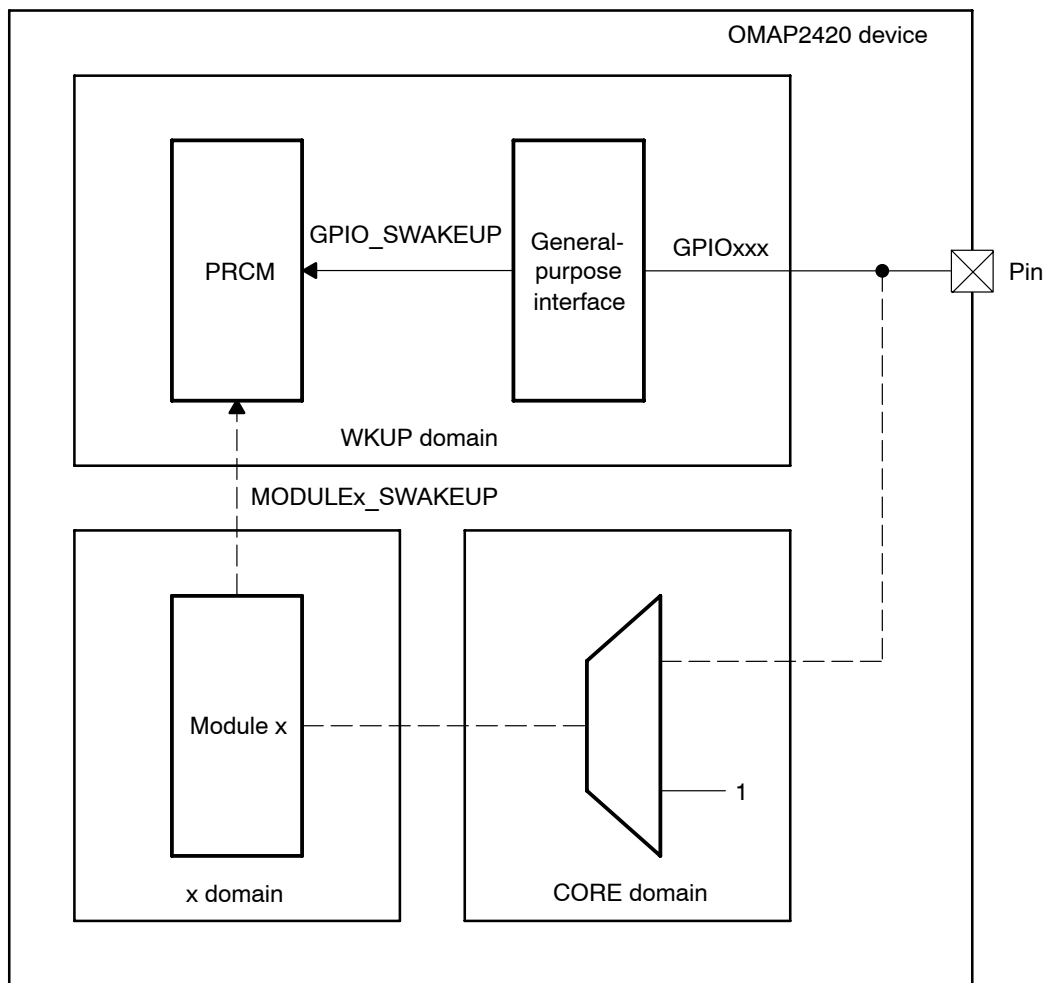 OMAP2420 device
PRCM
GPIO_SWAKEUP
General-
purpose
interface
GPIOxxx
Pin
WKUP domain
MODULEx_SWAKEUP
Module x
1
x domain
CORE domain